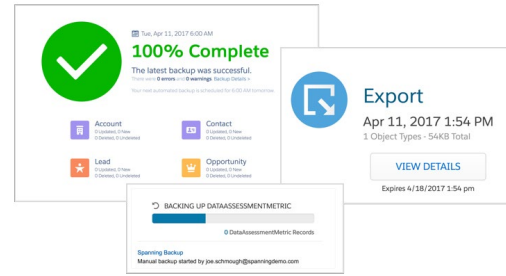 Tue, Apr 11, 2017 6:00 AM
100% Complete
The latest backup was successful.
There were 0 errors and 0 warnings. Backup Details »
Your next automated backup is scheduled for 6:00 AM tomorrow.
Account
0 Updated, 0 New
0 Deleted, 0 Undeleted
Contact
0 Updated, 0 New
0 Deleted, 0 Undeleted
Lead
0 Updated, 0 New
0 Deleted, 0 Undeleted
Opportunity
0 Updated, 0 New
0 Deleted, 0 Undeleted
Export
Apr 11, 2017 1:54 PM
1 Object Types - 54KB Total
VIEW DETAILS
Expires 4/18/2017 1:54 pm
BACKING UP DATAASSESSMENTMETRIC
0 DataAssessmentMetric Records
Spanning Backup
Manual backup started by joe.schmough@spanningdemo.com